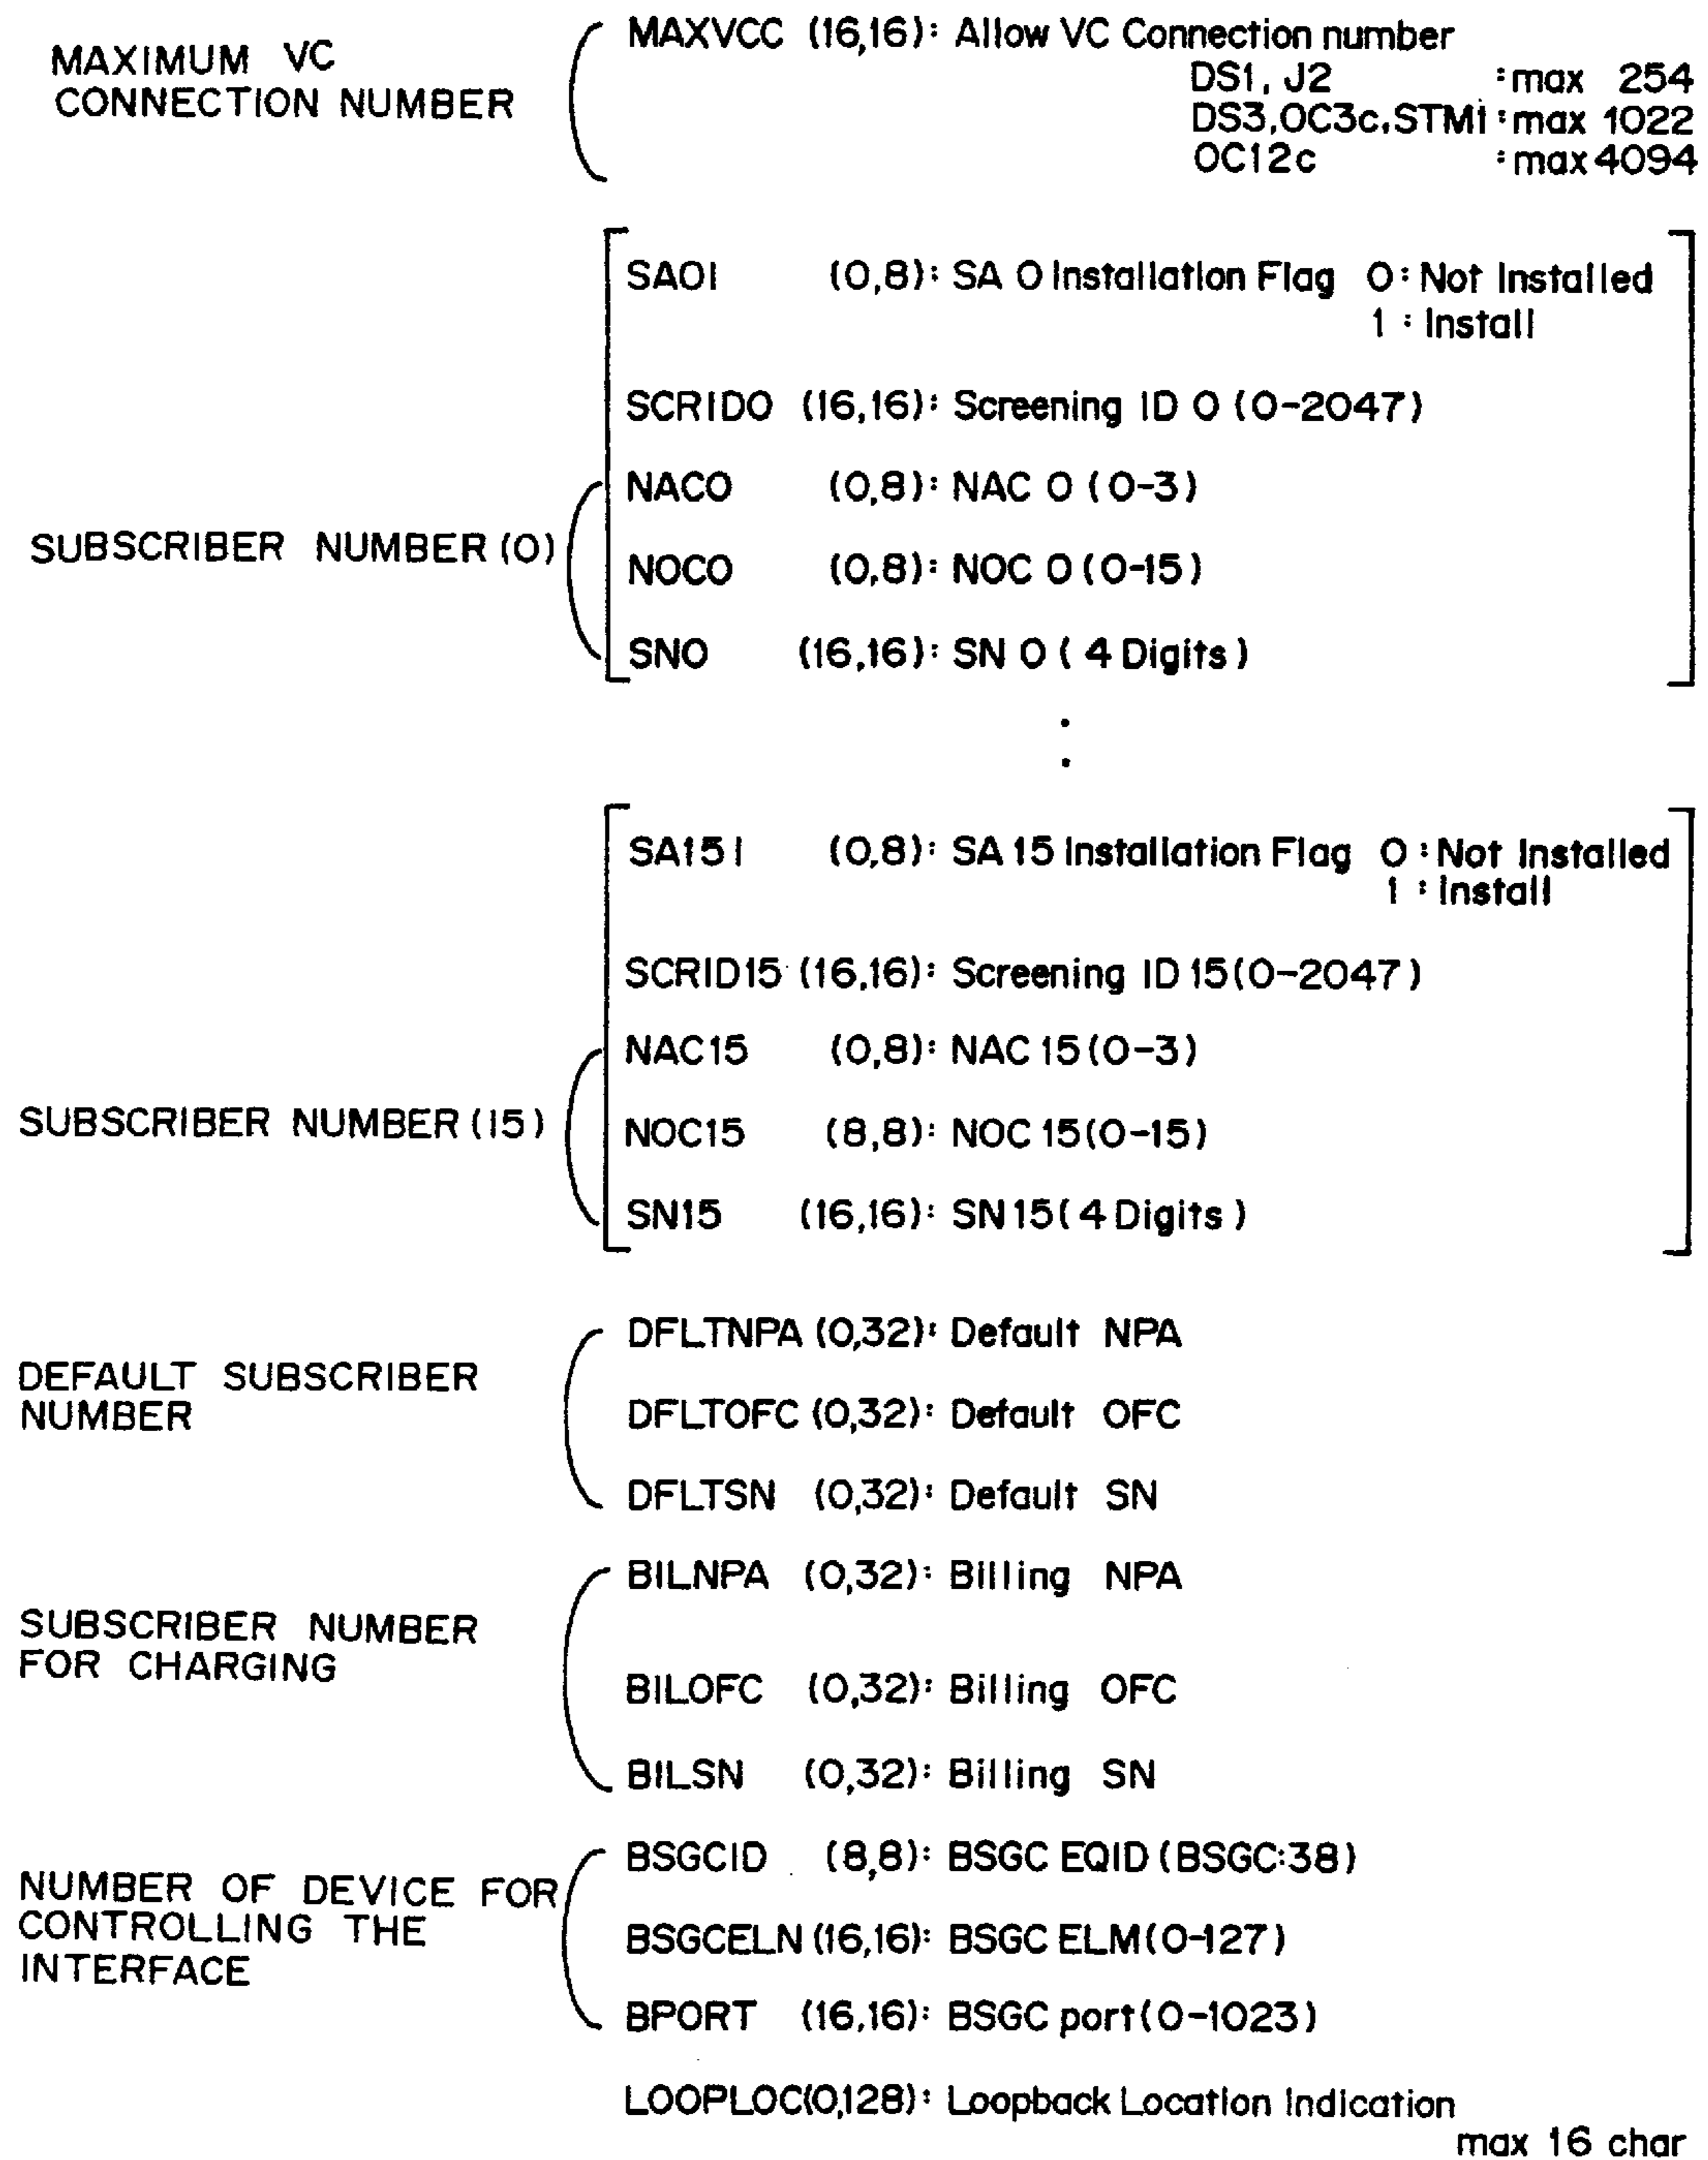 MAXIMUM VC
CONNECTION NUMBER
MAXVCC (16,16): Allow VC Connection number
DS1, J2 : max 254
DS3,OC3c,STM1 : max 1022
OC12c : max 4094
SA0I (0,8): SA 0 Installation Flag 0: Not Installed
1 : Install
SCRID0 (16,16): Screening ID 0 (0-2047)
SUBSCRIBER NUMBER (0)
NAC0 (0,8): NAC 0 (0-3)
NOC0 (0,8): NOC 0 (0-15)
SN0 (16,16): SN 0 ( 4 Digits )
:
SA15I (0,8): SA 15 Installation Flag 0 : Not Installed
1 : Install
SCRID15 (16,16): Screening ID 15(0-2047)
SUBSCRIBER NUMBER (15)
NAC15 (0,8): NAC 15(0-3)
NOC15 (8,8): NOC 15(0-15)
SN15 (16,16): SN15( 4 Digits )
DEFAULT SUBSCRIBER
NUMBER
DFLTNPA (0,32): Default NPA
DFLTOFC (0,32): Default OFC
DFLTSN (0,32): Default SN
SUBSCRIBER NUMBER
FOR CHARGING
BILNPA (0,32): Billing NPA
BILOFC (0,32): Billing OFC
BILSN (0,32): Billing SN
NUMBER OF DEVICE FOR
CONTROLLING THE
INTERFACE
BSGCID (8,8): BSGC EQID (BSGC:38)
BSGCELN (16,16): BSGC ELM(0-127)
BPORT (16,16): BSGC port(0-1023)
LOOPLOC(0,128): Loopback Location Indication
max 16 char